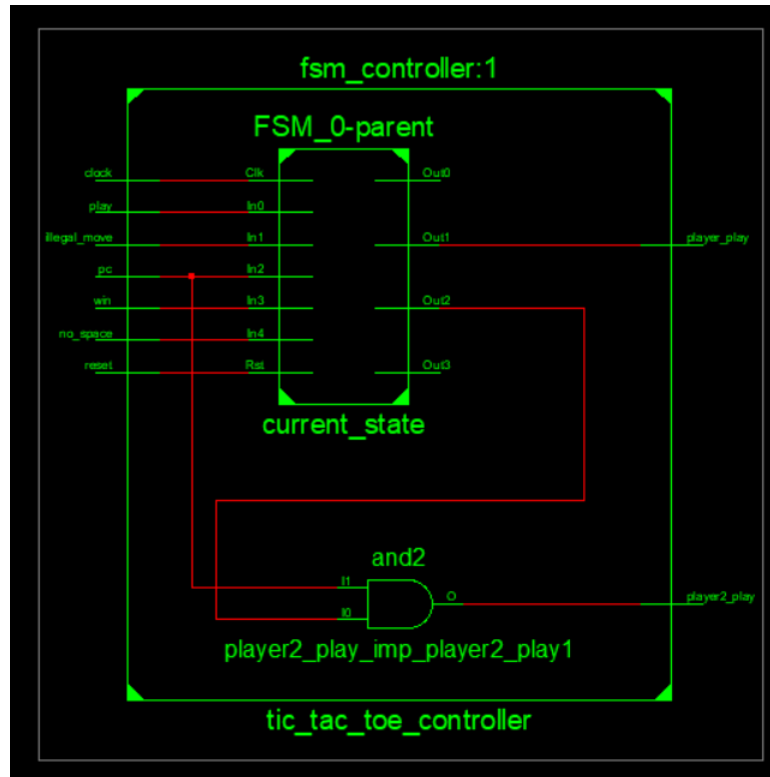 fsm_controller:1
FSM_0-parent
clock Clk Out0
play In0
illegal_move In1 Out1 player_play
pc In2
win In3 Out2
no_space In4
reset Rst Out3
current_state
and2
I1
O player2_play
I0
player2_play_imp_player2_play1
tic_tac_toe_controller